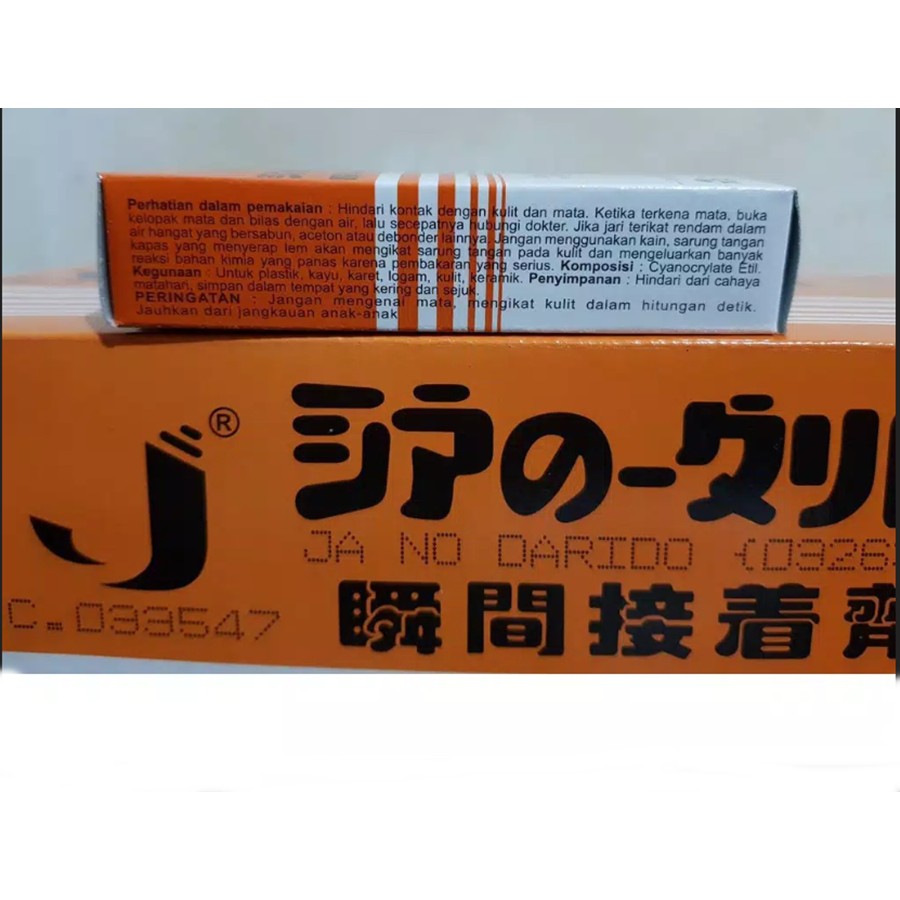 Perhatian dalam pemakaian : Hindari kontak dengan kulit dan mata. Ketika terkena mata, buka
kelopak mata dan bilas dengan air, lalu secepatnya hubungi dokter. Jika jari terikat rendam dalam
air hangat yang bersabun, aceton atau debonder lainnya. Jangan menggunakan kain, sarung tangan
kapas yang menyerap lem akan mengikat sarung tangan pada kulit dan mengeluarkan banyak
reaksi bahan kimia yang panas karena pembakaran yang serius. Komposisi : Cyanocrylate Etil.
Kegunaan : Untuk plastik, kayu, karet, logam, kulit, keramik. Penyimpanan : Hindari dari cahaya
matahari, simpan dalam tempat yang kering dan sejuk.
PERINGATAN : Jangan mengenai mata, mengikat kulit dalam hitungan detik.
Jauhkan dari jangkauan anak-anak
J®
シアのーダリ
JA NO DARIDO (D326
C. 033547
瞬間接着剤